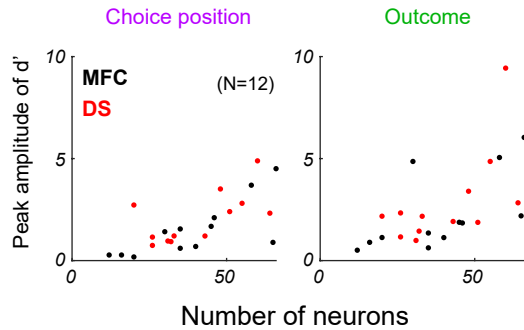 Choice position
Outcome
10
MFC
DS
(N=12)
5
0
0
50
10
5
0
0
50
Peak amplitude of d'
Number of neurons